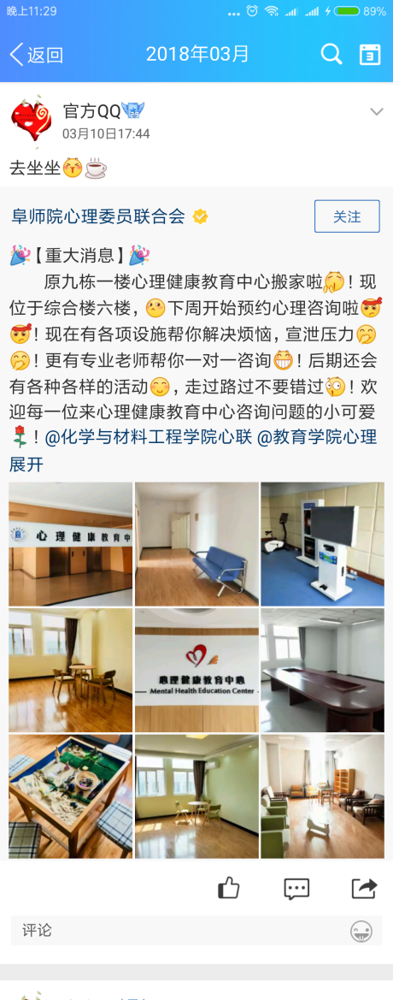 晚上11:29
89%
返回
2018年03月
3
官方QQ
03月10日17:44
去坐坐
阜师院心理委员联合会
关注
【重大消息】
原九栋一楼心理健康教育中心搬家啦！现
位于综合楼六楼，下周开始预约心理咨询啦
！现在有各项设施帮你解决烦恼，宣泄压力
！更有专业老师帮你一对一咨询！后期还会
有各种各样的活动，走过路过不要错过！欢
迎每一位来心理健康教育中心咨询问题的小可爱
！@化学与材料工程学院心联 @教育学院心理
展开
心理健康教育中
心理健康教育中心
Mental Health Education Center
评论